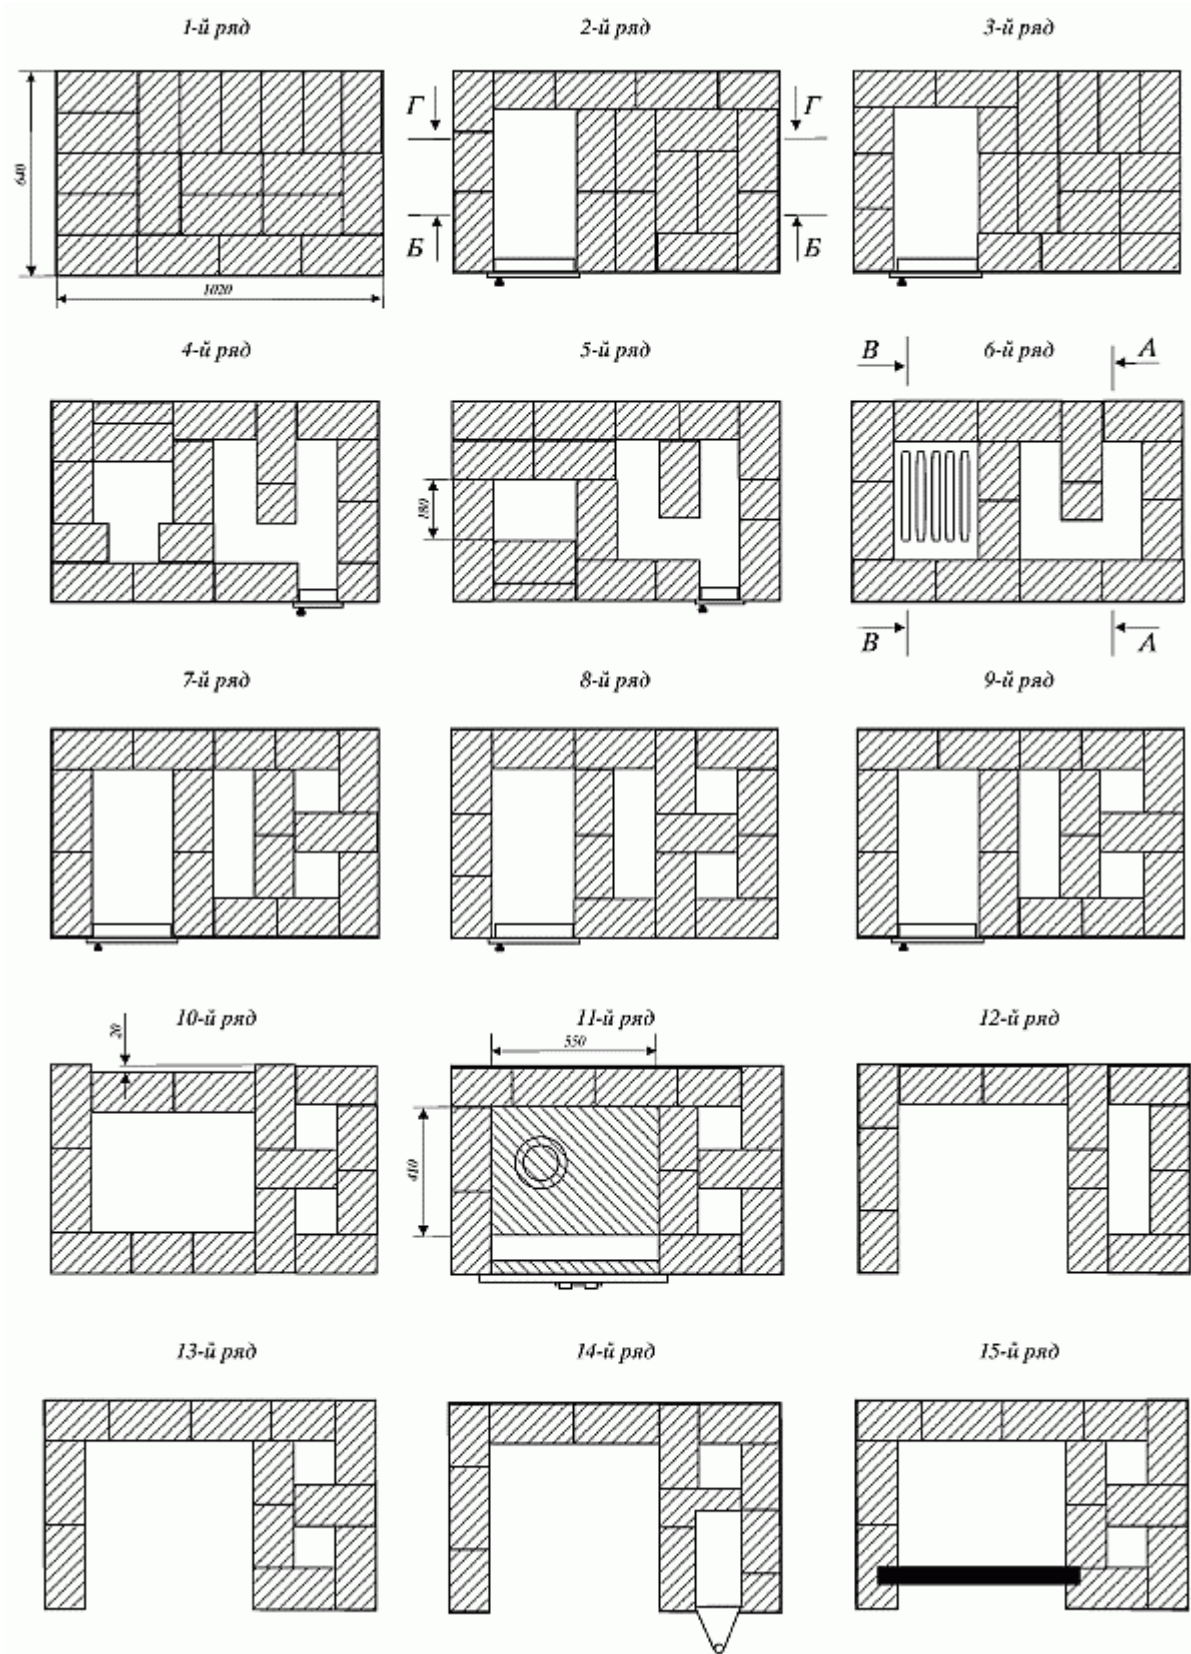 1-й ряд
2-й ряд
3-й ряд
640
1020
Г
Г
Б
Б
4-й ряд
5-й ряд
6-й ряд
В
А
180
В
А
7-й ряд
8-й ряд
9-й ряд
10-й ряд
11-й ряд
12-й ряд
20
550
410
13-й ряд
14-й ряд
15-й ряд